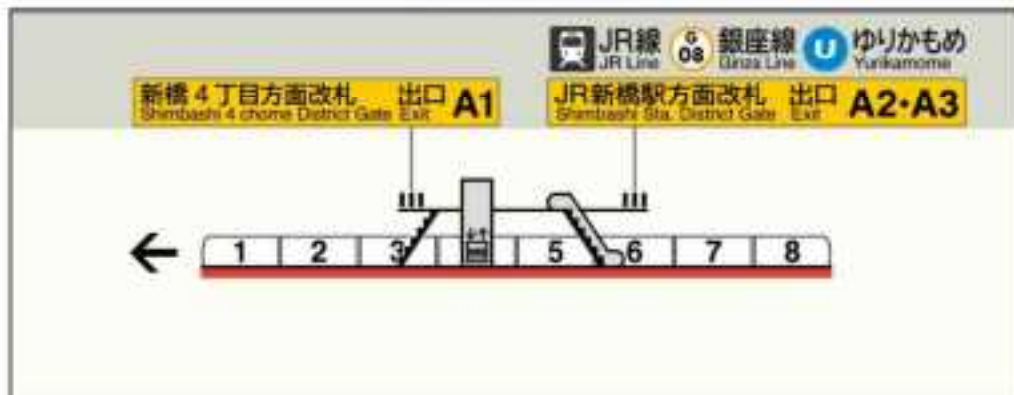 JR線 G 08 銀座線 U ゆりかもめ
JR Line Ginza Line Yurikamome
新橋4丁目方面改札 出口 A1 JR新橋駅方面改札 出口 A2・A3
Shimbashi 4 chome District Gate Exit Shimbashi Sta. District Gate Exit
1 2 3 5 6 7 8